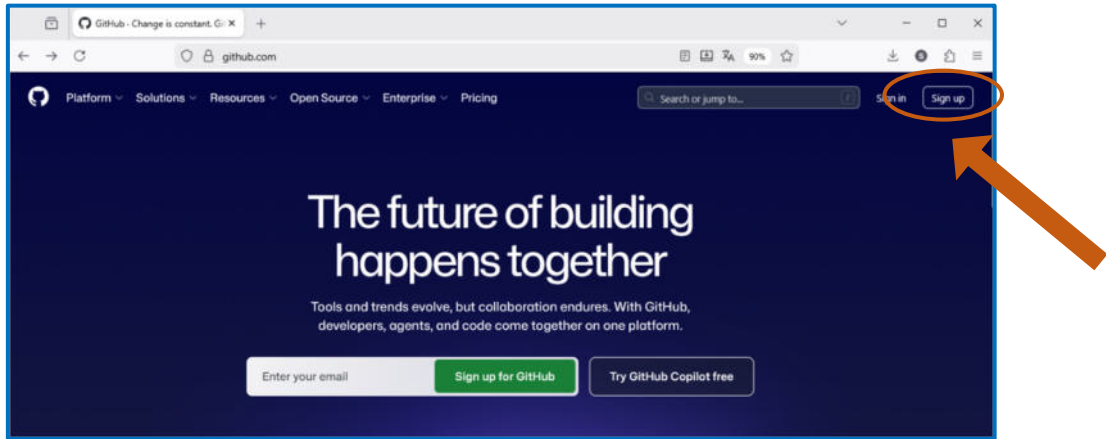 GitHub · Change is constant. Gi
github.com
90%
Platform Solutions Resources Open Source Enterprise Pricing
Search or jump to...
/
Sign in
Sign up
The future of building
happens together
Tools and trends evolve, but collaboration endures. With GitHub,
developers, agents, and code come together on one platform.
Enter your email
Sign up for GitHub
Try GitHub Copilot free